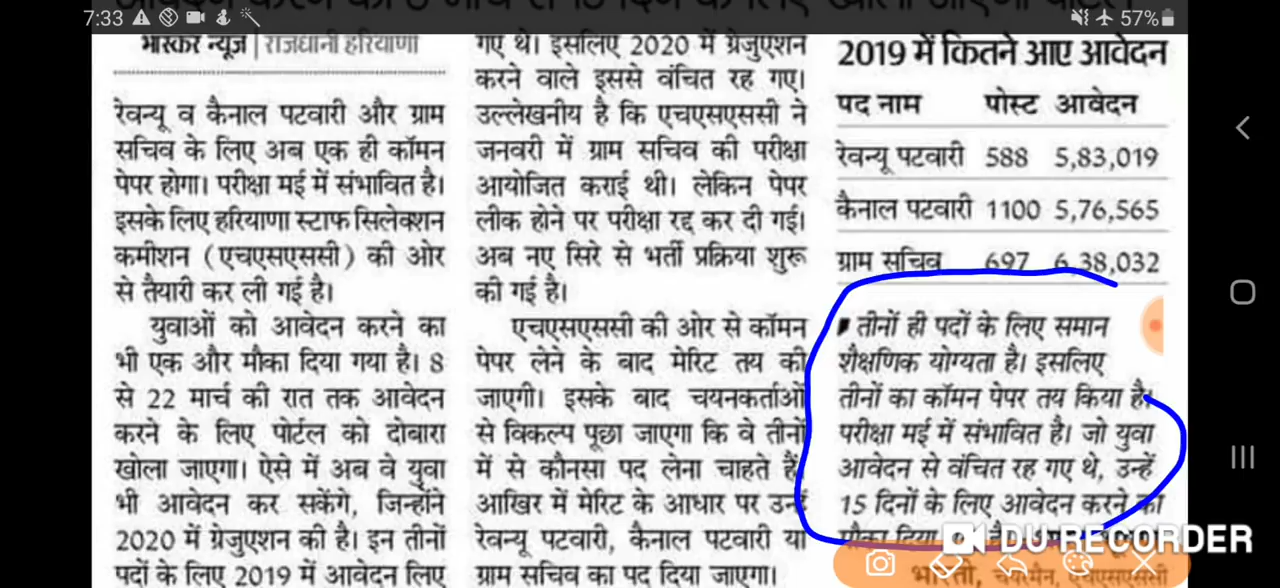 7:33
57%
भास्कर न्यूज | राजधानी हरियाणा
रेवन्यू व कैनाल पटवारी और ग्राम
सचिव के लिए अब एक ही कॉमन
पेपर होगा। परीक्षा मई में संभावित है।
इसके लिए हरियाणा स्टाफ सिलेक्शन
कमीशन (एचएसएससी) की ओर
से तैयारी कर ली गई है।
युवाओं को आवेदन करने का
भी एक और मौका दिया गया है। 8
से 22 मार्च की रात तक आवेदन
करने के लिए पोर्टल को दोबारा
खोला जाएगा। ऐसे में अब वे युवा
भी आवेदन कर सकेंगे, जिन्होंने
2020 में ग्रेजुएशन की है। इन तीनों
पदों के लिए 2019 में आवेदन लिए
गए थे। इसलिए 2020 में ग्रेजुएशन
करने वाले इससे वंचित रह गए।
उल्लेखनीय है कि एचएसएससी ने
जनवरी में ग्राम सचिव की परीक्षा
आयोजित कराई थी। लेकिन पेपर
लीक होने पर परीक्षा रद्द कर दी गई।
अब नए सिरे से भर्ती प्रक्रिया शुरू
की गई है।
एचएसएससी की ओर से कॉमन
पेपर लेने के बाद मेरिट तय की
जाएगी। इसके बाद चयनकर्ताओं
से विकल्प पूछा जाएगा कि वे तीनों
में से कौनसा पद लेना चाहते हैं।
आखिर में मेरिट के आधार पर उन्हें
रेवन्यू पटवारी, कैनाल पटवारी या
ग्राम सचिव का पद दिया जाएगा।
2019 में कितने आए आवेदन
पद नाम पोस्ट आवेदन
रेवन्यू पटवारी 588 5,83,019
कैनाल पटवारी 1100 5,76,565
ग्राम सचिव 697 6,38,032
तीनों ही पदों के लिए समान
शैक्षणिक योग्यता है। इसलिए
तीनों का कॉमन पेपर तय किया है।
परीक्षा मई में संभावित है। जो युवा
आवेदन से वंचित रह गए थे, उन्हें
15 दिनों के लिए आवेदन करने का
मौका दिया
DU RECORDER